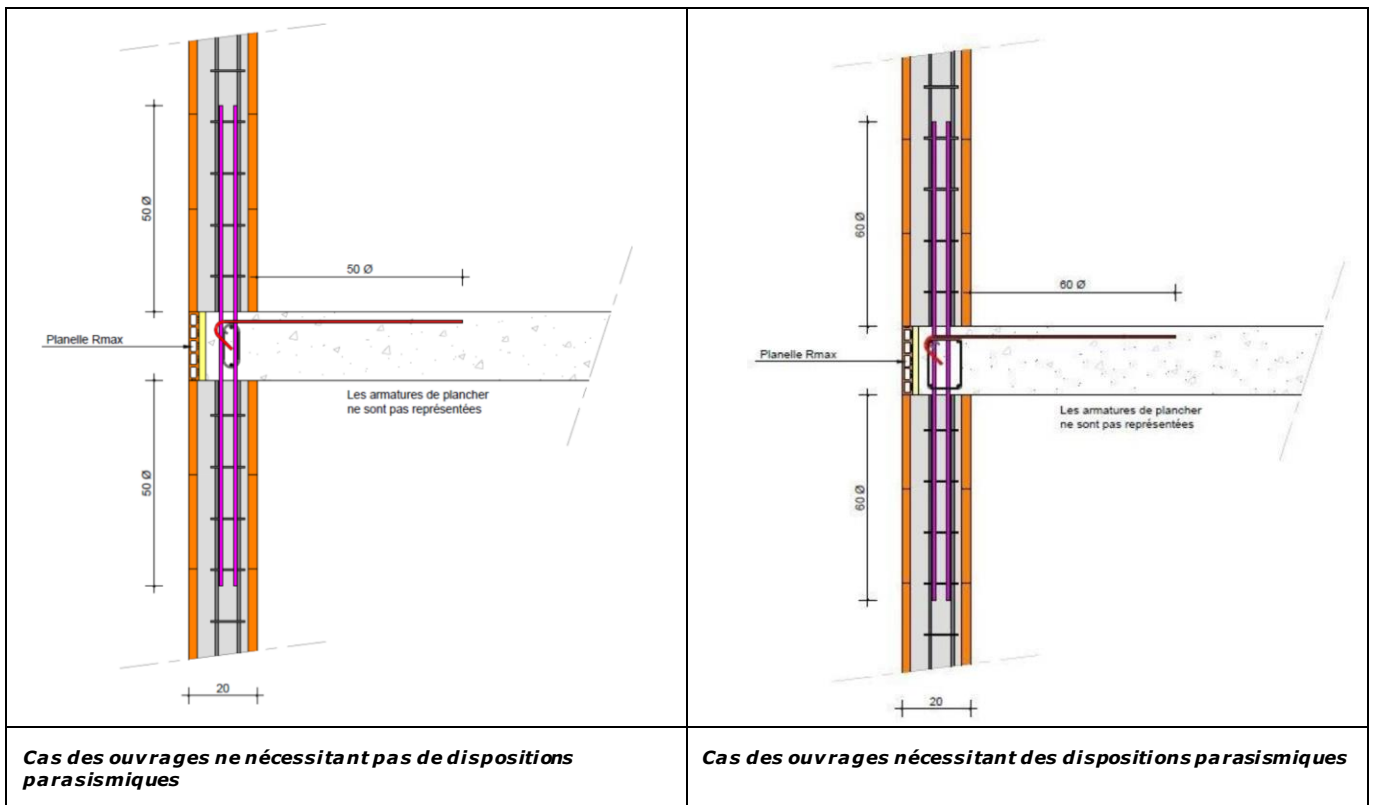 50 Ø
50 Ø
Planelle Rmax
Les armatures de plancher
ne sont pas représentées
50 Ø
20
Cas des ouvrages ne nécessitant pas de dispositions
parasismiques
60 Ø
60 Ø
Planelle Rmax
Les armatures de plancher
ne sont pas représentées
60 Ø
20
Cas des ouvrages nécessitant des dispositions parasismiques